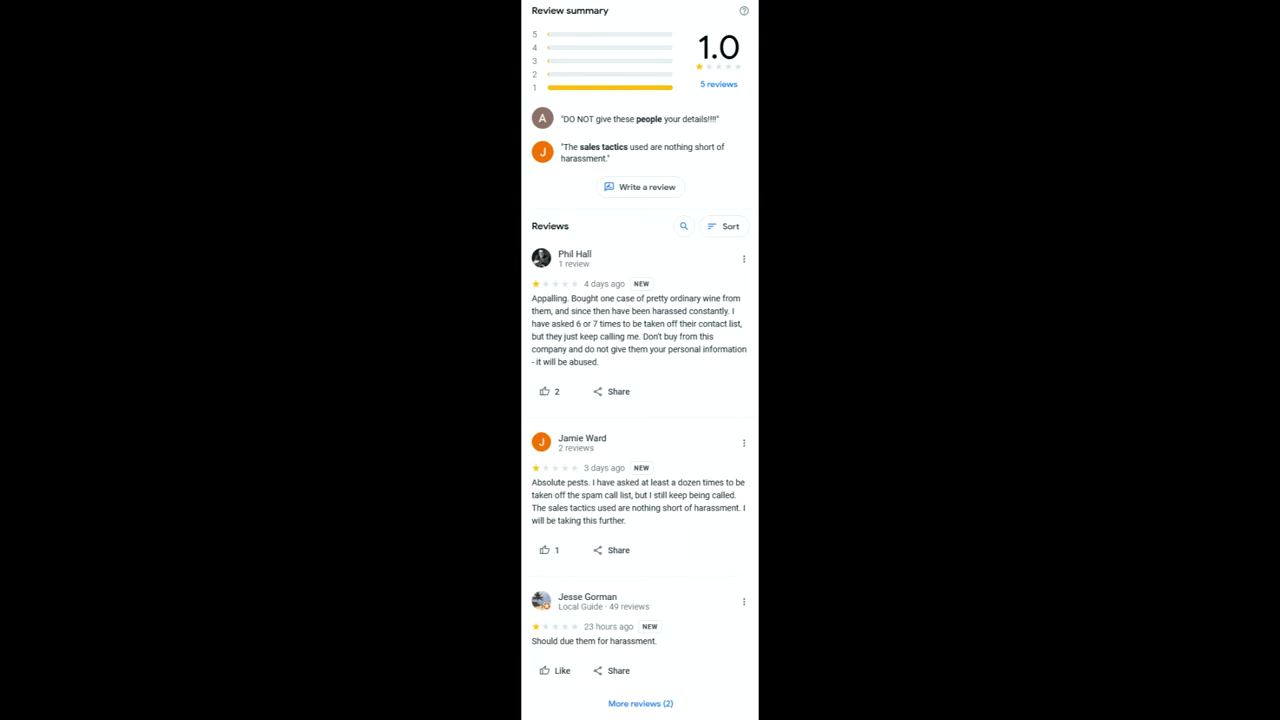 Review summary
5
4
3
2
1
1.0
5 reviews
A
"DO NOT give these people your details!!!!"
J
"The sales tactics used are nothing short of
harassment."
Write a review
Reviews
Sort
Phil Hall
1 review
4 days ago NEW
Appalling. Bought one case of pretty ordinary wine from
them, and since then have been harassed constantly. I
have asked 6 or 7 times to be taken off their contact list,
but they just keep calling me. Don't buy from this
company and do not give them your personal information
- it will be abused.
2 Share
J
Jamie Ward
2 reviews
3 days ago NEW
Absolute pests. I have asked at least a dozen times to be
taken off the spam call list, but I still keep being called.
The sales tactics used are nothing short of harassment. I
will be taking this further.
1 Share
Jesse Gorman
Local Guide · 49 reviews
23 hours ago NEW
Should due them for harassment.
Like Share
More reviews (2)